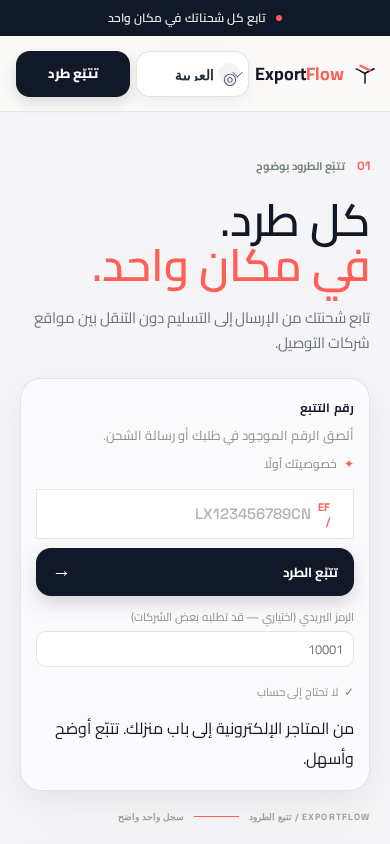 تابع كل شحناتك في مكان واحد
ExportFlow
العربية
تتبّع طرد
01 تتبّع الطرود بوضوح
كل طرد.
في مكان واحد.
تابع شحنتك من الإرسال إلى التسليم دون التنقل بين مواقع
شركات التوصيل.
رقم التتبع
ألصق الرقم الموجود في طلبك أو رسالة الشحن.
✦ خصوصيتك أولًا
EF / LX123456789CN
تتبّع الطرد ←
الرمز البريدي (اختياري — قد تطلبه بعض الشركات)
10001
✓ لا تحتاج إلى حساب
من المتاجر الإلكترونية إلى باب منزلك. تتبّع أوضح
وأسهل.
EXPORTFLOW / تتبع الطرود
سجل واحد واضح